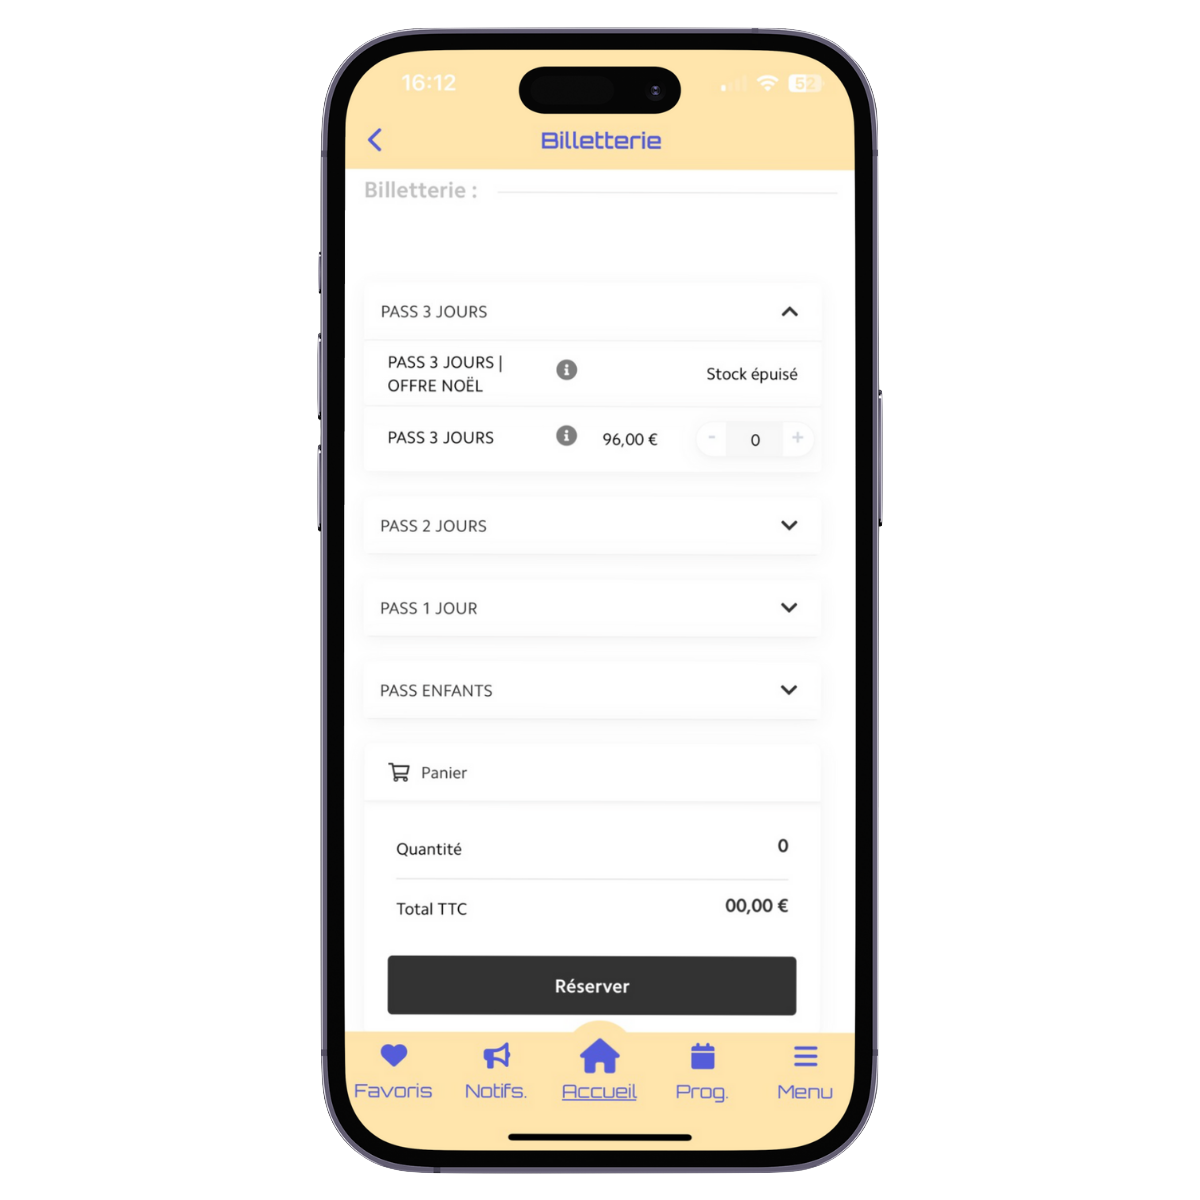 16:12
52
Billetterie
Billetterie :
PASS 3 JOURS
PASS 3 JOURS |
OFFRE NOËL
Stock épuisé
PASS 3 JOURS
96,00 €
- 0 +
PASS 2 JOURS
PASS 1 JOUR
PASS ENFANTS
Panier
Quantité 0
Total TTC 00,00 €
Réserver
Favoris Notifs. Accueil Prog. Menu